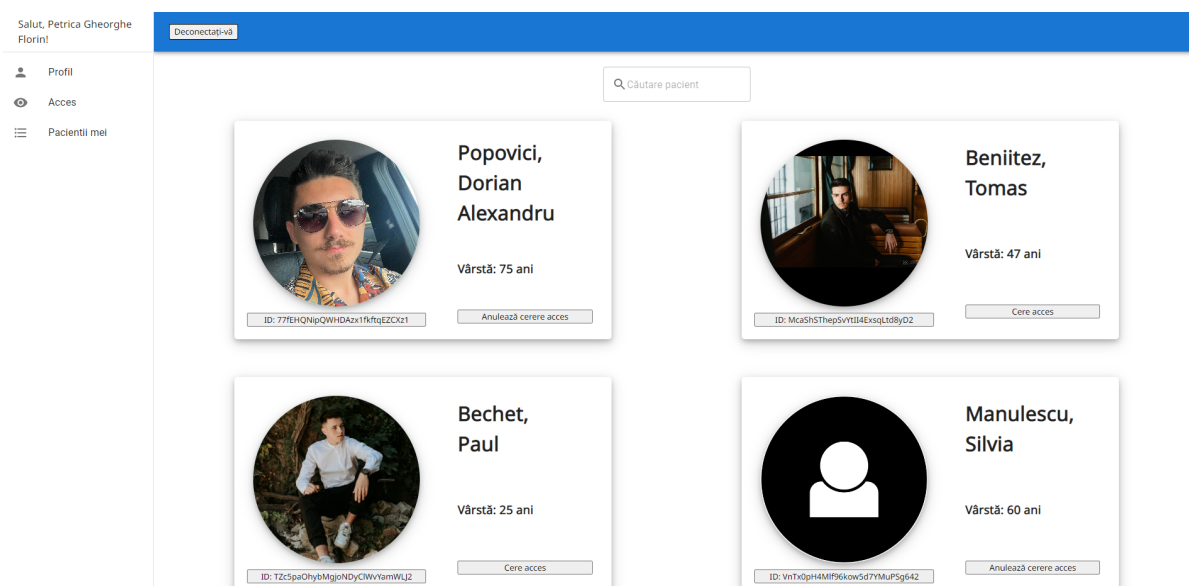 Salut, Petrica Gheorghe
Florin!
Deconectați-vă
Profil
Acces
Pacientii mei
Căutare pacient
Popovici,
Dorian
Alexandru
Vârstă: 75 ani
ID: 77fEHQNipQWHDAzx1fkftqEZCXz1
Anulează cerere acces
Beniitez,
Tomas
Vârstă: 47 ani
ID: McaShSThepSvYtII4ExsqLtd8yD2
Cere acces
Bechet,
Paul
Vârstă: 25 ani
ID: TZc5paOhybMgjoNDyClWvYamWLJ2
Cere acces
Manulescu,
Silvia
Vârstă: 60 ani
ID: VnTx0pH4Mlf96kow5d7YMuPSg642
Anulează cerere acces